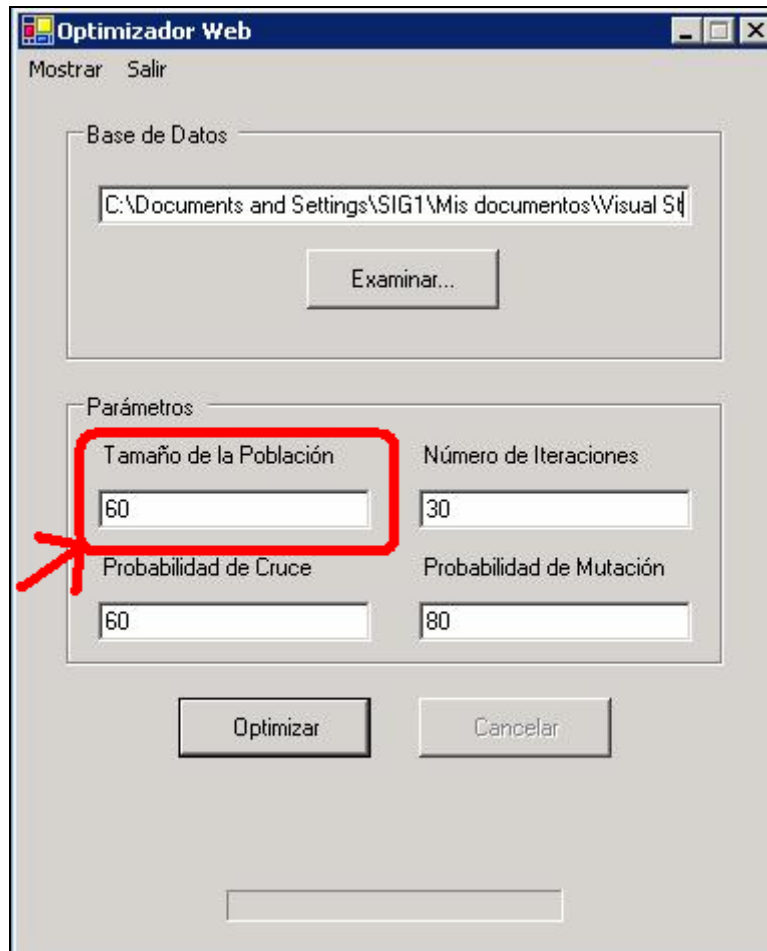 Optimizador Web
Mostrar Salir
Base de Datos
C:\Documents and Settings\SIG1\Mis documentos\Visual St
Examinar...
Parámetros
Tamaño de la Población Número de Iteraciones
60 30
Probabilidad de Cruce Probabilidad de Mutación
60 80
Optimizar Cancelar